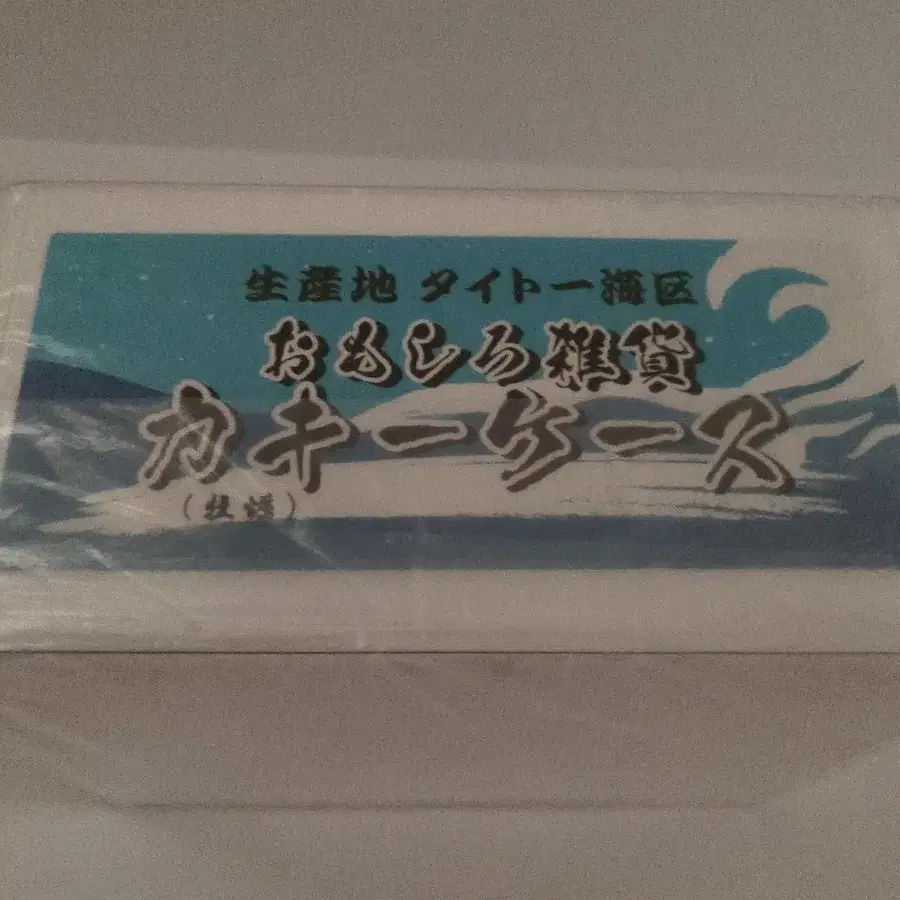 生産地 タイトー海区
おもしろ雑貨
カキーケース
(牡蠣)